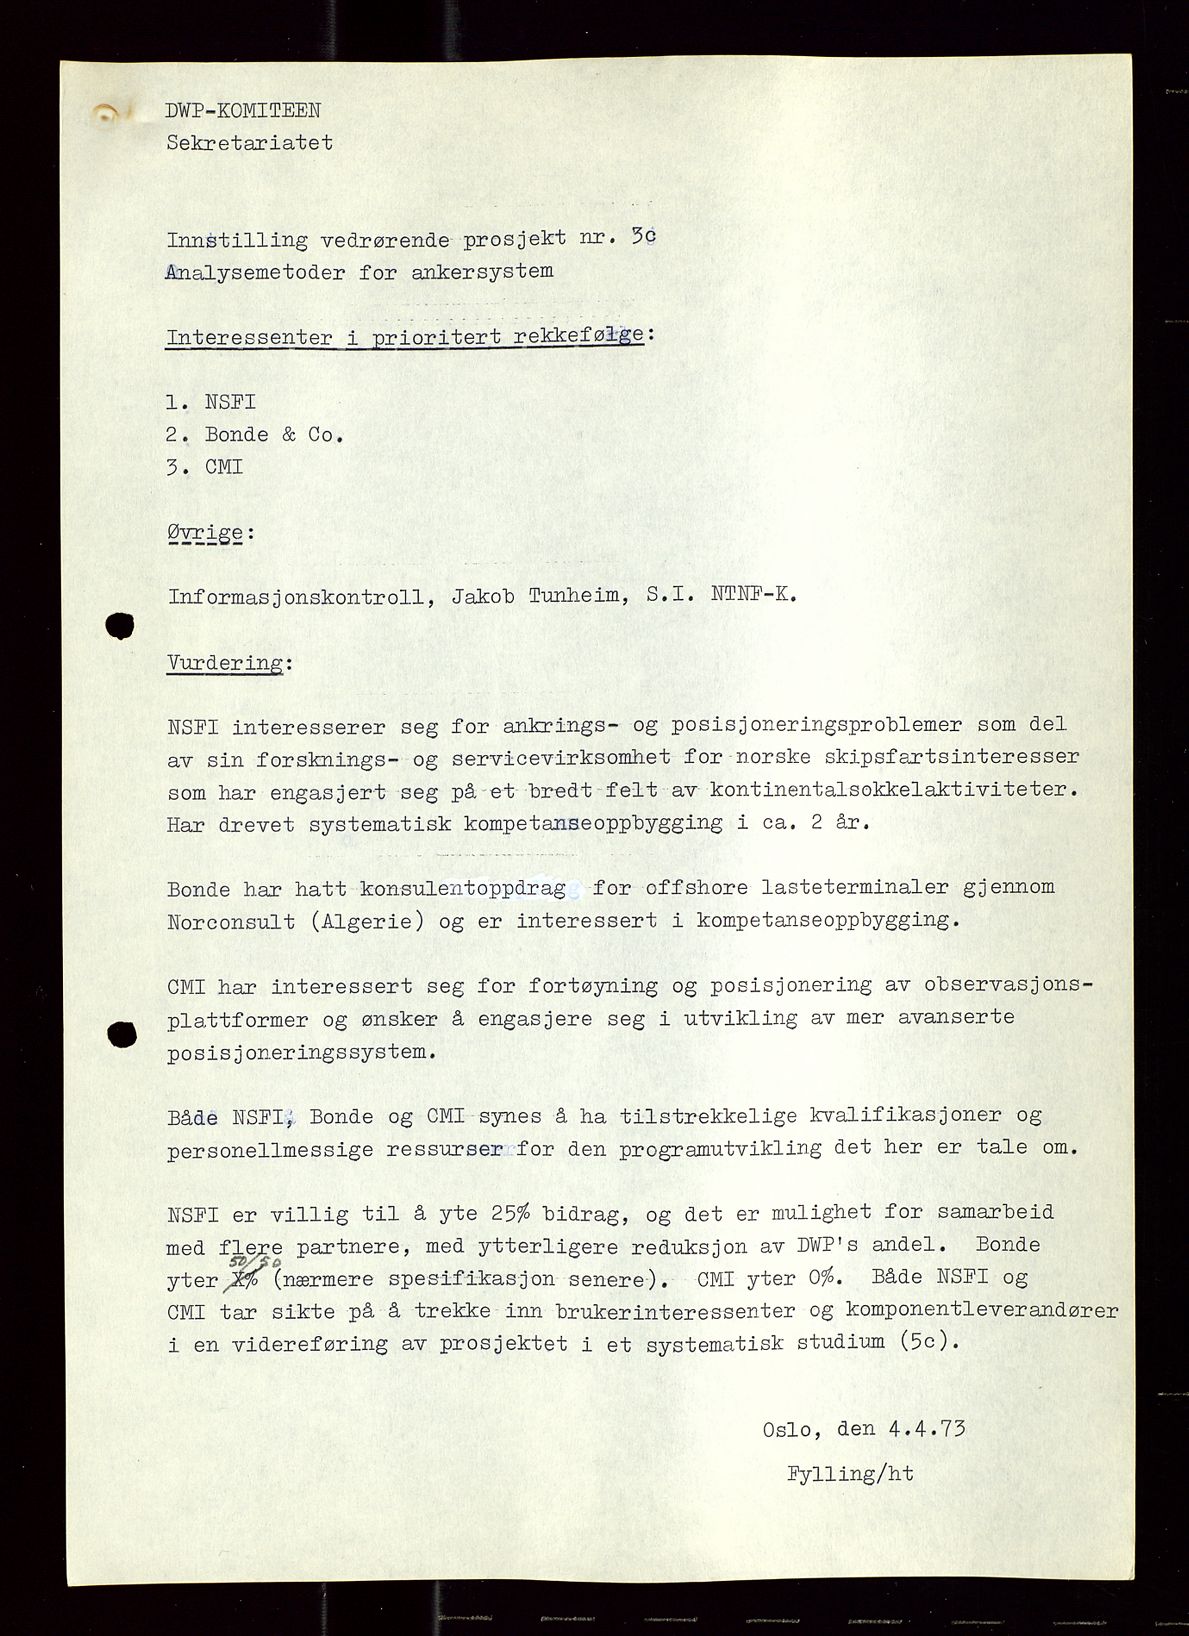 DWP-KOMITEEN
Sekretariatet
Innstilling vedrørende prosjekt nr. 3c
Analysemetoder for ankersystem
Interessenter i prioritert rekkefølge:
1. NSFI
2. Bonde & Co.
3. CMI
Øvrige:
Informasjonskontroll, Jakob Tunheim, S.I. NTNF-K.
Vurdering:
NSFI interesserer seg for ankrings- og posisjoneringsproblemer som del
av sin forsknings- og servicevirksomhet for norske skipsfartsinteresser
som har engasjert seg på et bredt felt av kontinentalsokkelaktiviteter.
Har drevet systematisk kompetanseoppbygging i ca. 2 år.
Bonde har hatt konsulentoppdrag for offshore lasteterminaler gjennom
Norconsult (Algerie) og er interessert i kompetanseoppbygging.
CMI har interessert seg for fortøyning og posisjonering av observasjons-
plattformer og ønsker å engasjere seg i utvikling av mer avanserte
posisjoneringssystem.
Både NSFI, Bonde og CMI synes å ha tilstrekkelige kvalifikasjoner og
personellmessige ressurser for den programutvikling det her er tale om.
NSFI er villig til å yte 25% bidrag, og det er mulighet for samarbeid
med flere partnere, med ytterligere reduksjon av DWP's andel. Bonde
50/50
yter X% (nærmere spesifikasjon senere). CMI yter 0%. Både NSFI og
CMI tar sikte på å trekke inn brukerinteressenter og komponentleverandører
i en videreføring av prosjektet i et systematisk studium (5c).
Oslo, den 4.4.73
Fylling/ht